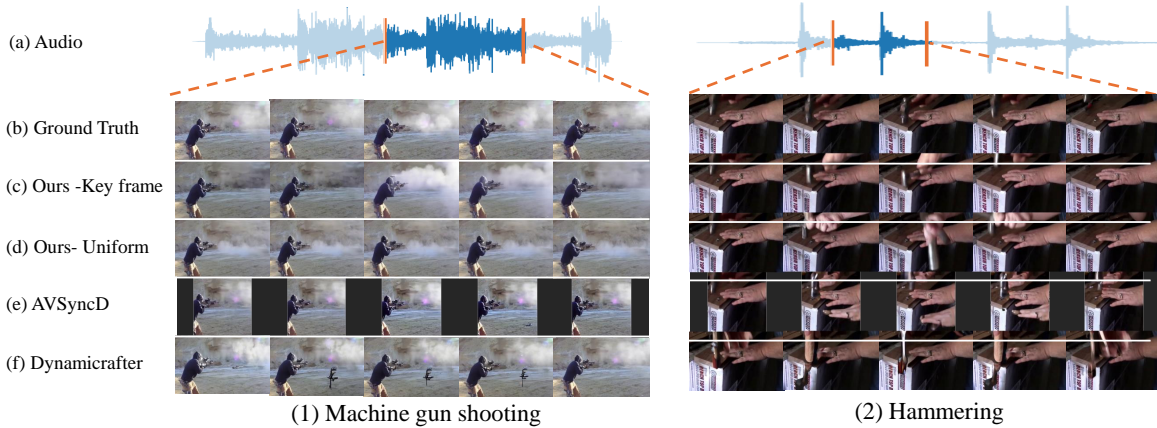 (a) Audio
(b) Ground Truth
(c) Ours -Key frame
(d) Ours- Uniform
(e) AVSyncD
(f) Dynamicrafter
(1) Machine gun shooting
(2) Hammering